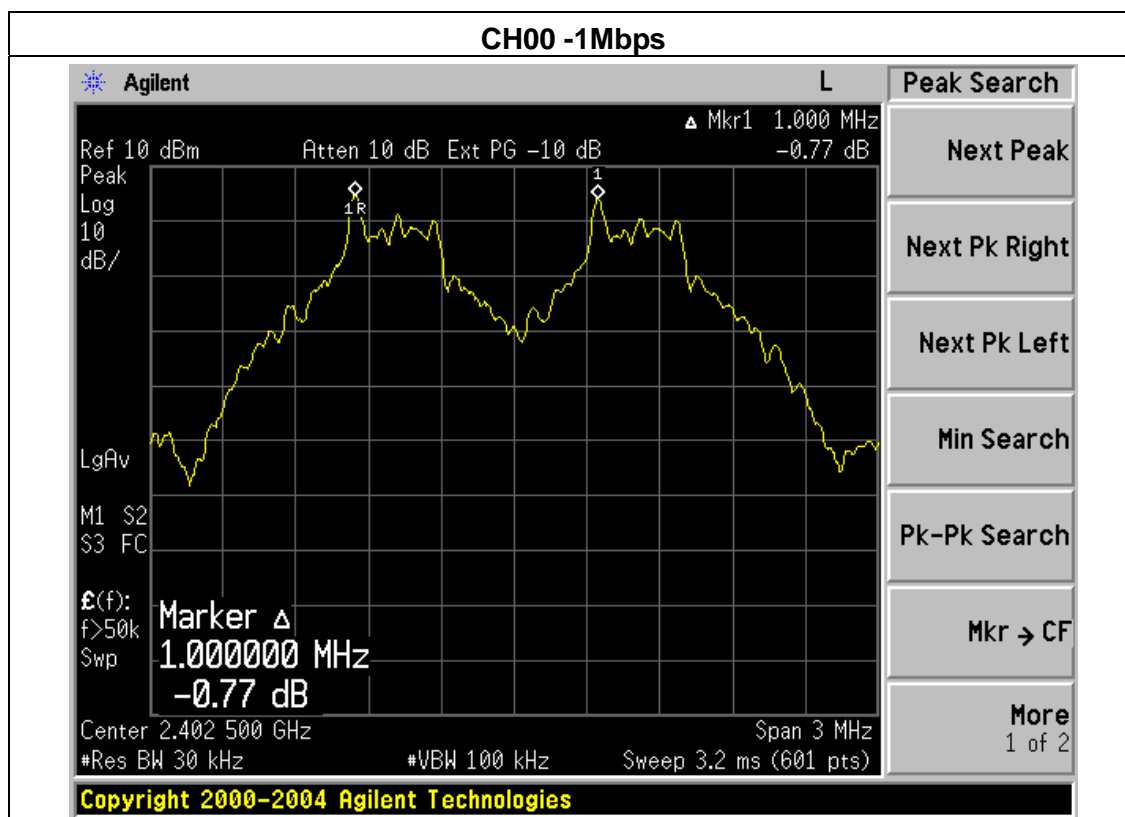 CH00 -1Mbps
Agilent L Peak Search
▵ Mkr1 1.000 MHz
Ref 10 dBm Atten 10 dB Ext PG -10 dB -0.77 dB
Peak
Log
10
dB/
1R
1
LgAv
M1 S2
S3 FC
£(f):
f>50k
Swp
Marker ▵
1.000000 MHz
-0.77 dB
Center 2.402 500 GHz Span 3 MHz
#Res BW 30 kHz #VBW 100 kHz Sweep 3.2 ms (601 pts)
Copyright 2000-2004 Agilent Technologies
Next Peak
Next Pk Right
Next Pk Left
Min Search
Pk-Pk Search
Mkr → CF
More
1 of 2